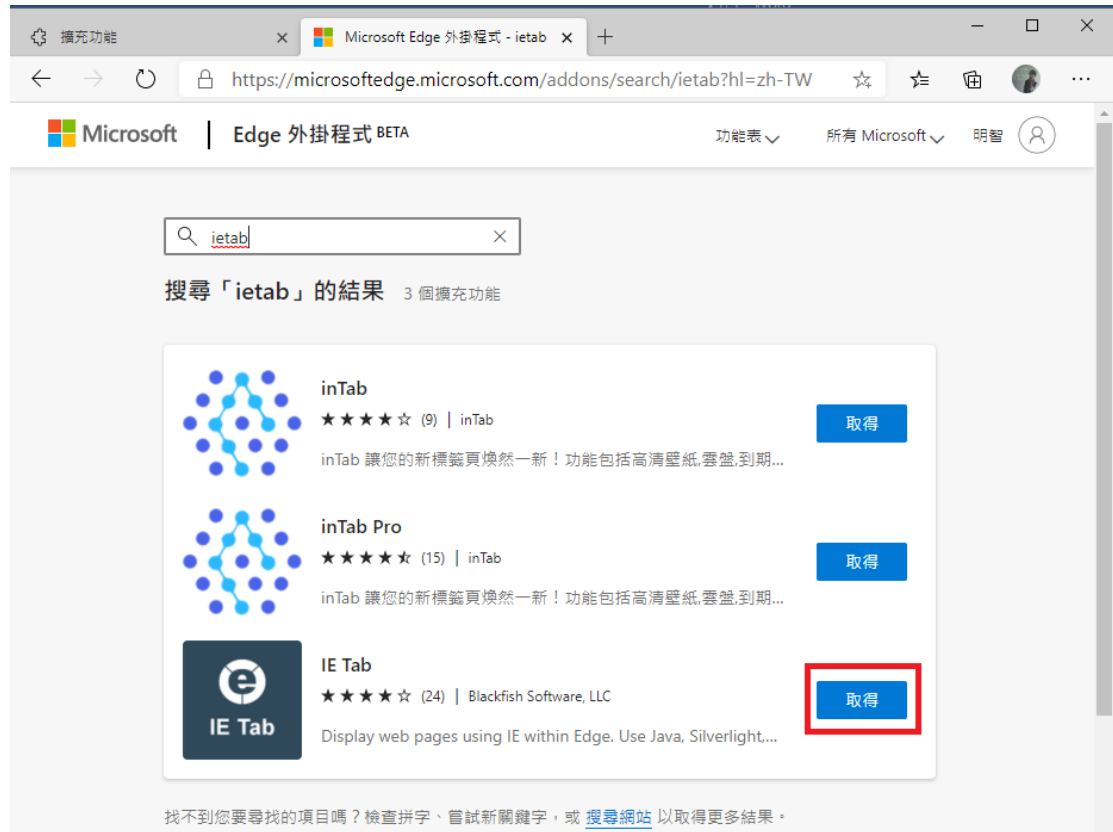 擴充功能
Microsoft Edge 外掛程式 - ietab
https://microsoftedge.microsoft.com/addons/search/ietab?hl=zh-TW
Microsoft | Edge 外掛程式 BETA 功能表 所有 Microsoft 明智
ietab
搜尋「ietab」的結果 3 個擴充功能
inTab
(9) | inTab
取得
inTab 讓您的新標籤頁煥然一新！功能包括高清壁紙,雲盤,到期...
inTab Pro
(15) | inTab
取得
inTab 讓您的新標籤頁煥然一新！功能包括高清壁紙,雲盤,到期...
IE Tab
IE Tab
(24) | Blackfish Software, LLC
取得
Display web pages using IE within Edge. Use Java, Silverlight,...
找不到您要尋找的項目嗎？檢查拼字、嘗試新關鍵字，或 搜尋網站 以取得更多結果。